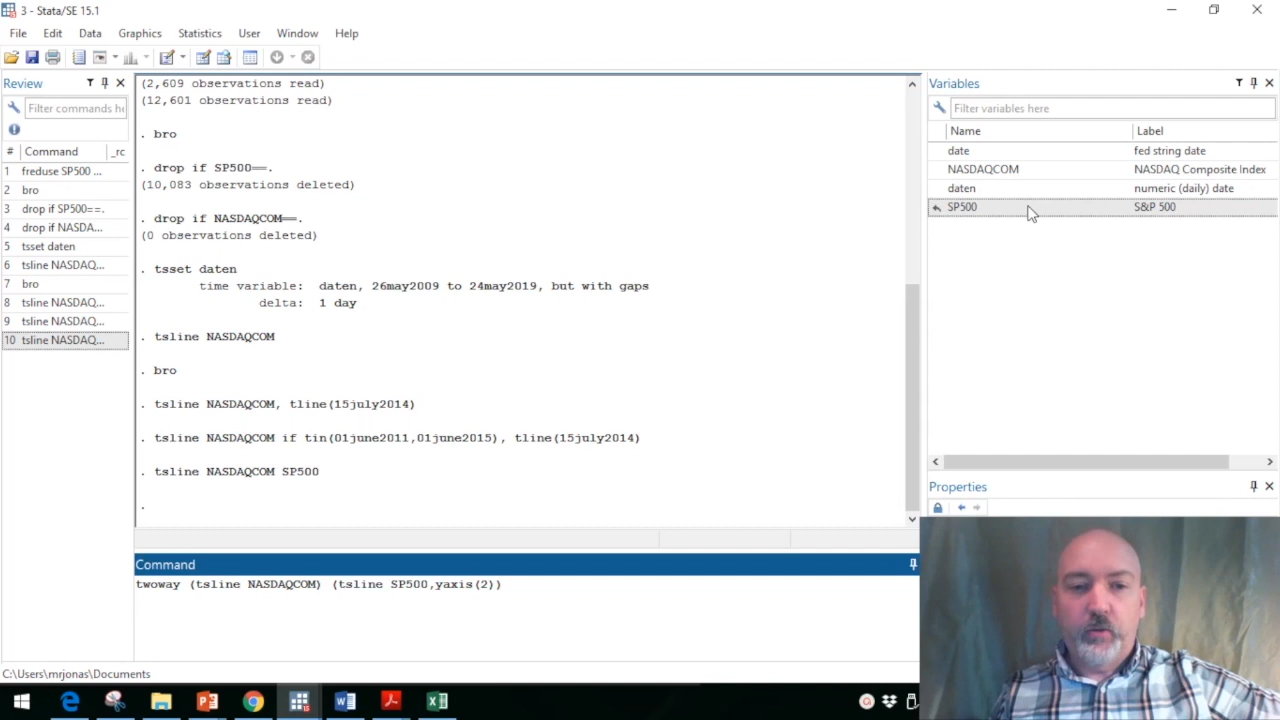 3 - Stata/SE 15.1
File Edit Data Graphics Statistics User Window Help
Review
Filter commands he
# Command _rc
1 freduse SP500 ...
2 bro
3 drop if SP500==.
4 drop if NASDA...
5 tsset daten
6 tsline NASDAQ...
7 bro
8 tsline NASDAQ...
9 tsline NASDAQ...
10 tsline NASDAQ...
(2,609 observations read)
(12,601 observations read)
. bro
. drop if SP500==.
(10,083 observations deleted)
. drop if NASDAQCOM==.
(0 observations deleted)
. tsset daten
time variable: daten, 26may2009 to 24may2019, but with gaps
delta: 1 day
. tsline NASDAQCOM
. bro
. tsline NASDAQCOM, tline(15july2014)
. tsline NASDAQCOM if tin(01june2011,01june2015), tline(15july2014)
. tsline NASDAQCOM SP500
.
Command
twoway (tsline NASDAQCOM) (tsline SP500,yaxis(2))
Variables
Filter variables here
Name Label
date fed string date
NASDAQCOM NASDAQ Composite Index
daten numeric (daily) date
SP500 S&P 500
Properties
C:\Users\mrjonas\Documents